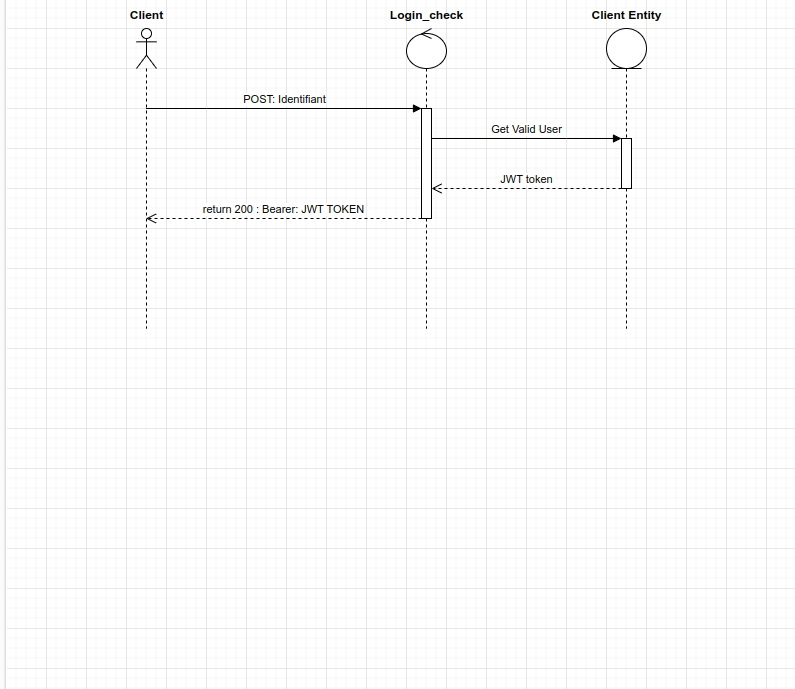 Client
Login_check
Client Entity
POST: Identifiant
Get Valid User
JWT token
return 200 : Bearer: JWT TOKEN